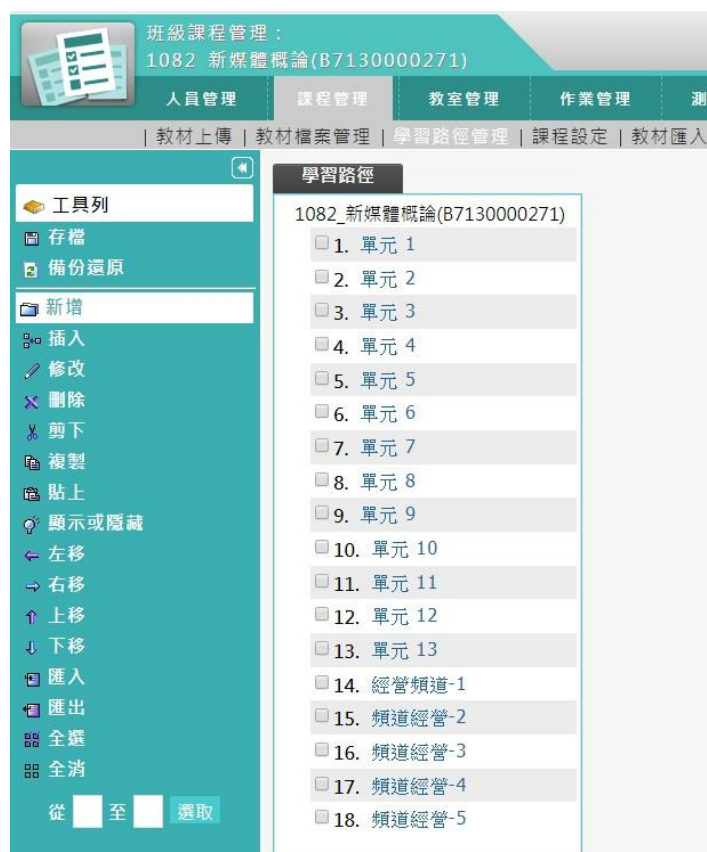 班級課程管理：
1082 新媒體概論(B7130000271)
人員管理 課程管理 教室管理 作業管理 測
| 教材上傳 | 教材檔案管理 | 學習路徑管理 | 課程設定 | 教材匯入
學習路徑
工具列
存檔
備份還原
新增
插入
修改
刪除
剪下
複製
貼上
顯示或隱藏
左移
右移
上移
下移
匯入
匯出
全選
全消
從 至 選取
1082_新媒體概論(B7130000271)
1. 單元 1
2. 單元 2
3. 單元 3
4. 單元 4
5. 單元 5
6. 單元 6
7. 單元 7
8. 單元 8
9. 單元 9
10. 單元 10
11. 單元 11
12. 單元 12
13. 單元 13
14. 經營頻道-1
15. 頻道經營-2
16. 頻道經營-3
17. 頻道經營-4
18. 頻道經營-5